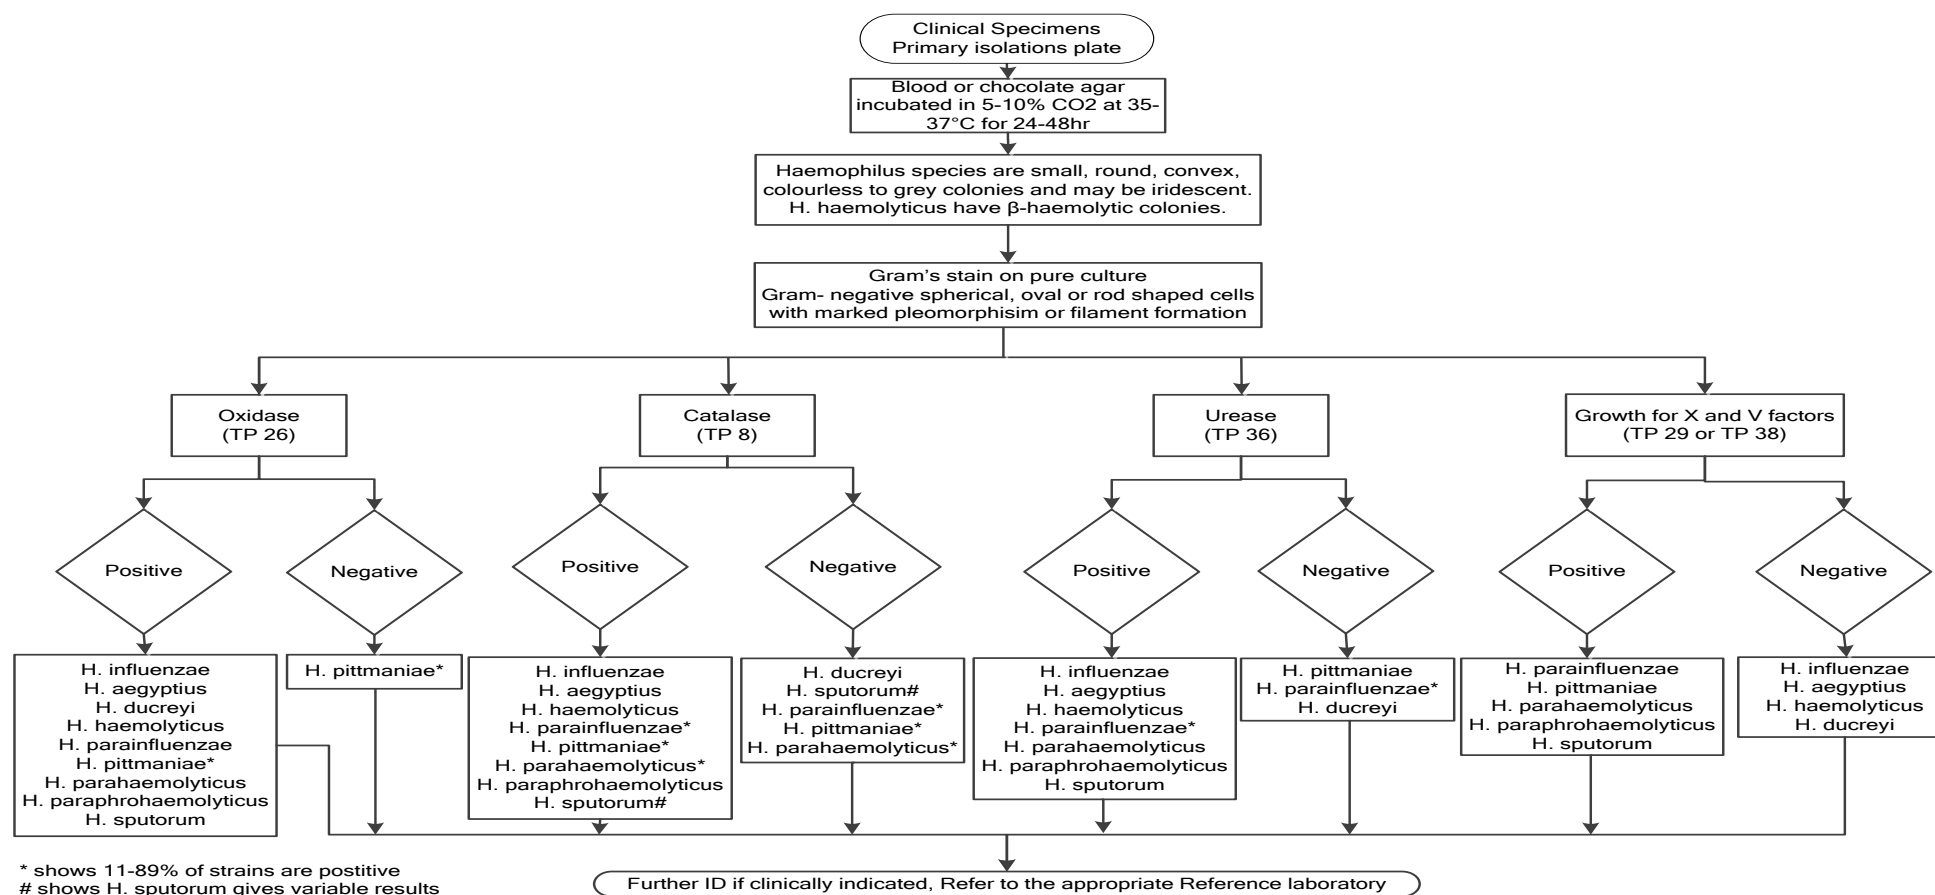 Clinical Specimens
Primary isolations plate
Blood or chocolate agar
incubated in 5-10% CO2 at 35-
37°C for 24-48hr
Haemophilus species are small, round, convex,
colourless to grey colonies and may be iridescent.
H. haemolyticus have β-haemolytic colonies.
Gram's stain on pure culture
Gram- negative spherical, oval or rod shaped cells
with marked pleomorphisim or filament formation
Oxidase
(TP 26)
Catalase
(TP 8)
Urease
(TP 36)
Growth for X and V factors
(TP 29 or TP 38)
Positive
Negative
Positive
Negative
Positive
Negative
Positive
Negative
H. influenzae
H. aegyptius
H. ducreyi
H. haemolyticus
H. parainfluenzae
H. pittmaniae*
H. parahaemolyticus
H. paraphrohaemolyticus
H. sputorum
H. pittmaniae*
H. influenzae
H. aegyptius
H. haemolyticus
H. parainfluenzae*
H. pittmaniae*
H. parahaemolyticus*
H. paraphrohaemolyticus
H. sputorum#
H. ducreyi
H. sputorum#
H. parainfluenzae*
H. pittmaniae*
H. parahaemolyticus*
H. influenzae
H. aegyptius
H. haemolyticus
H. parainfluenzae*
H. parahaemolyticus
H. paraphrohaemolyticus
H. sputorum
H. pittmaniae
H. parainfluenzae*
H. ducreyi
H. parainfluenzae
H. pittmaniae
H. parahaemolyticus
H. paraphrohaemolyticus
H. sputorum
H. influenzae
H. aegyptius
H. haemolyticus
H. ducreyi
* shows 11-89% of strains are postitive
# shows H. sputorum gives variable results
Further ID if clinically indicated, Refer to the appropriate Reference laboratory